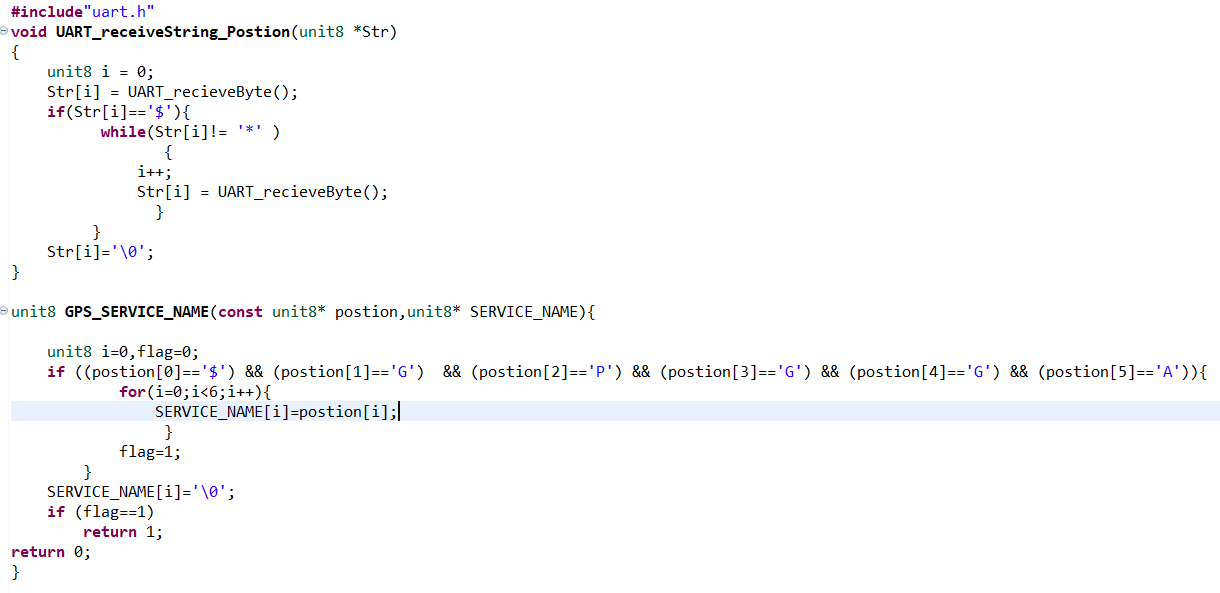 #include"uart.h"
void UART_receiveString_Postion(unit8 *Str)
{
    unit8 i = 0;
    Str[i] = UART_recieveByte();
    if(Str[i]=='$'){
          while(Str[i]!= '*' )
                 {
              i++;
              Str[i] = UART_recieveByte();
                }
         }
    Str[i]='\0';
}

unit8 GPS_SERVICE_NAME(const unit8* postion,unit8* SERVICE_NAME){

    unit8 i=0,flag=0;
    if ((postion[0]=='$') && (postion[1]=='G')  && (postion[2]=='P') && (postion[3]=='G') && (postion[4]=='G') && (postion[5]=='A')){
            for(i=0;i<6;i++){
                SERVICE_NAME[i]=postion[i];
                 }
            flag=1;
        }
    SERVICE_NAME[i]='\0';
    if (flag==1)
        return 1;
return 0;
}